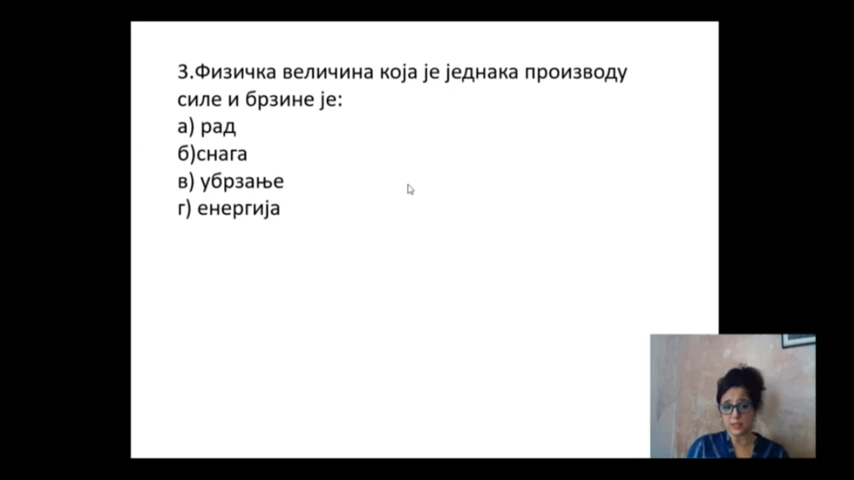 3.Физичка величина која је једнака производу
силе и брзине је:
а) рад
б)снага
в) убрзање
г) енергија